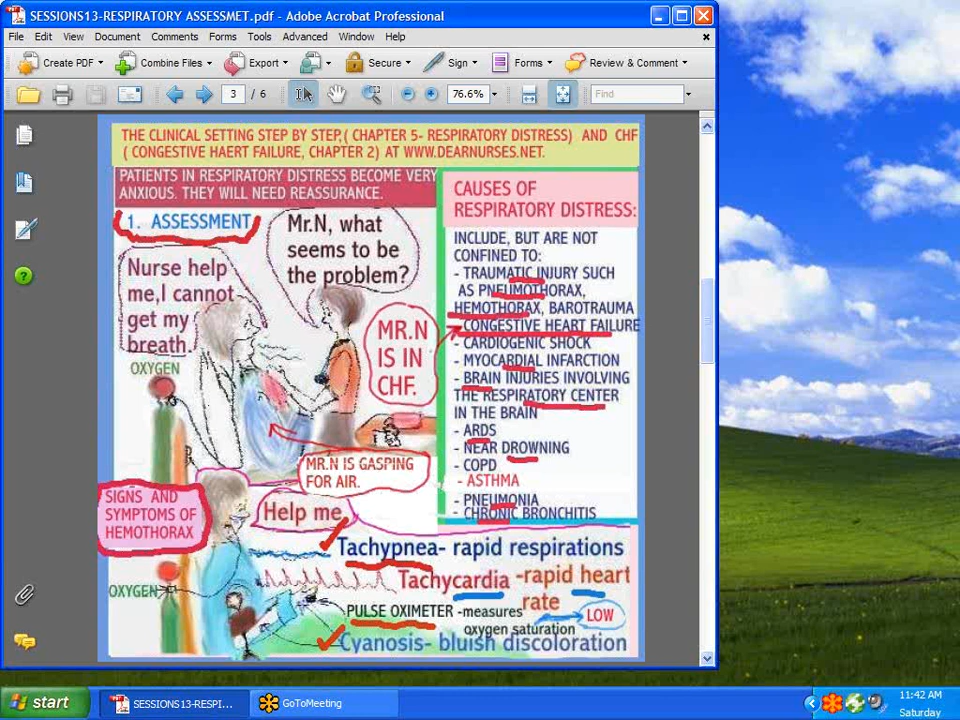 SESSIONS13-RESPIRATORY ASSESSMET.pdf - Adobe Acrobat Professional
File Edit View Document Comments Forms Tools Advanced Window Help
Create PDF Combine Files Export Secure Sign Forms Review & Comment
3 / 6 76.6% Find
THE CLINICAL SETTING STEP BY STEP,( CHAPTER 5- RESPIRATORY DISTRESS) AND CHF
( CONGESTIVE HAERT FAILURE, CHAPTER 2) AT WWW.DEARNURSES.NET.
PATIENTS IN RESPIRATORY DISTRESS BECOME VERY
ANXIOUS. THEY WILL NEED REASSURANCE.
1. ASSESSMENT
Mr.N, what
seems to be
the problem?
Nurse help
me,I cannot
get my
breath.
OXYGEN
MR.N
IS IN
CHF.
MR.N IS GASPING
FOR AIR.
CAUSES OF
RESPIRATORY DISTRESS:
INCLUDE, BUT ARE NOT
CONFINED TO:
- TRAUMATIC INJURY SUCH
AS PNEUMOTHORAX,
HEMOTHORAX, BAROTRAUMA
- CONGESTIVE HEART FAILURE
- CARDIOGENIC SHOCK
- MYOCARDIAL INFARCTION
- BRAIN INJURIES INVOLVING
THE RESPIRATORY CENTER
IN THE BRAIN
- ARDS
- NEAR DROWNING
- COPD
- ASTHMA
- PNEUMONIA
- CHRONIC BRONCHITIS
SIGNS AND
SYMPTOMS OF
HEMOTHORAX
Help me
Tachypnea- rapid respirations
Tachycardia -rapid heart
rate
OXYGEN
PULSE OXIMETER -measures
oxygen saturation
LOW
Cyanosis- bluish discoloration
start
SESSIONS13-RESPI...
GoToMeeting
11:42 AM
Saturday